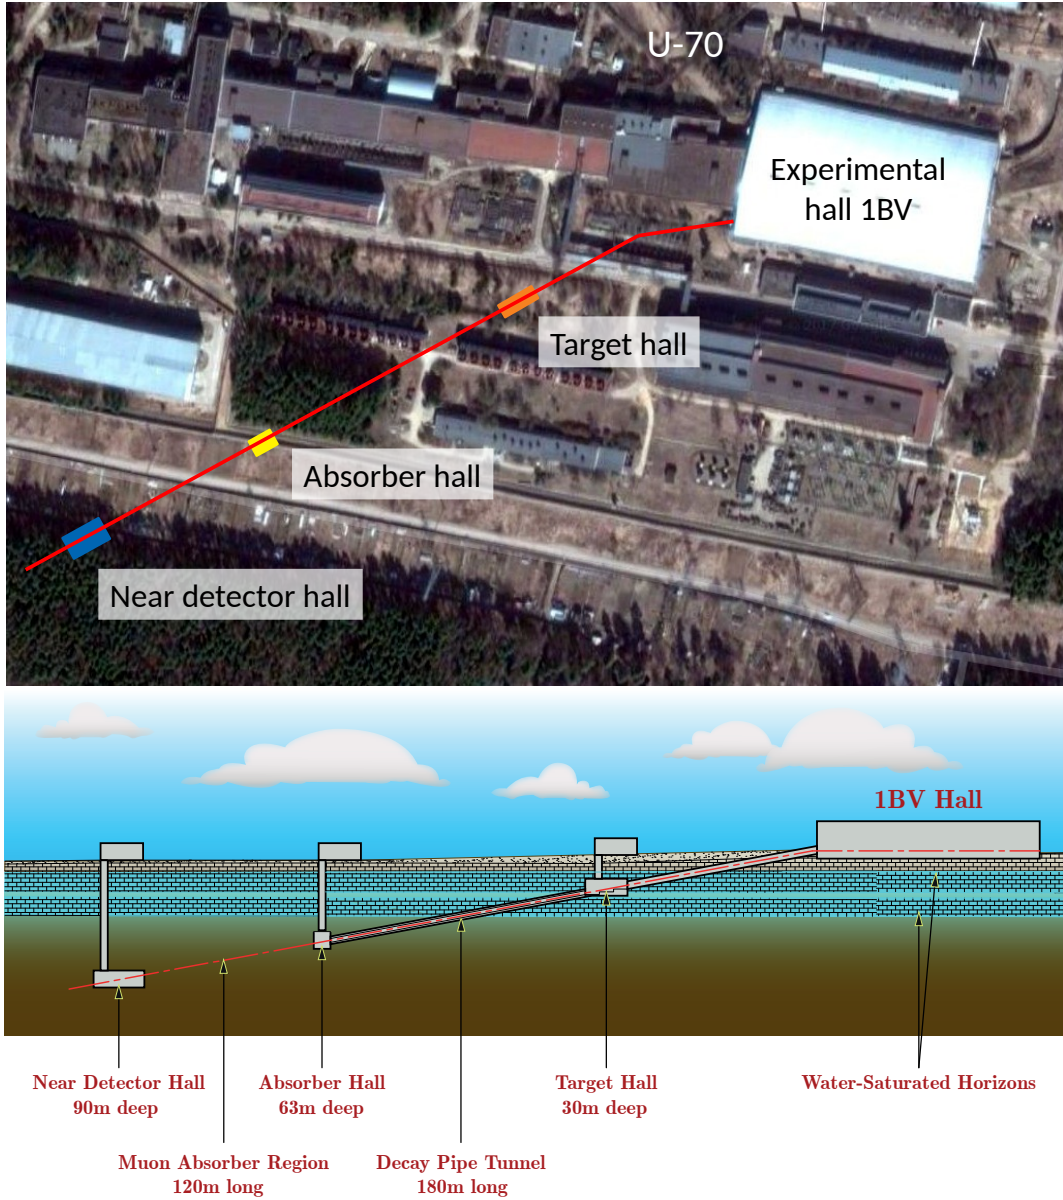 U-70
Experimental
hall 1BV
Target hall
Absorber hall
Near detector hall
1BV Hall
Near Detector Hall
90m deep
Absorber Hall
63m deep
Target Hall
30m deep
Water-Saturated Horizons
Muon Absorber Region
120m long
Decay Pipe Tunnel
180m long